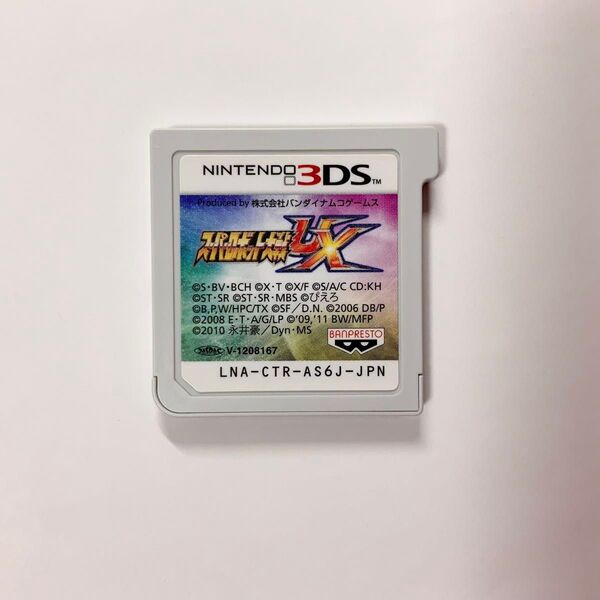 NINTENDO 3DS™
Produced by 株式会社バンダイナムコゲームス
スーパーロボット大戦UX
©S・BV・BCH ©X・T ©X/F ©S/A/C CD:KH
©ST・SR ©ST・SR・MBS ©ぴえろ
©B,P,W/HPC/TX ©SF／D.N. ©2006 DB/P
©2008 E・T・A/G/LP ©'09,'11 BW/MFP
©2010 永井豪／Dyn・MS
BANPRESTO
V-1208167
LNA-CTR-AS6J-JPN